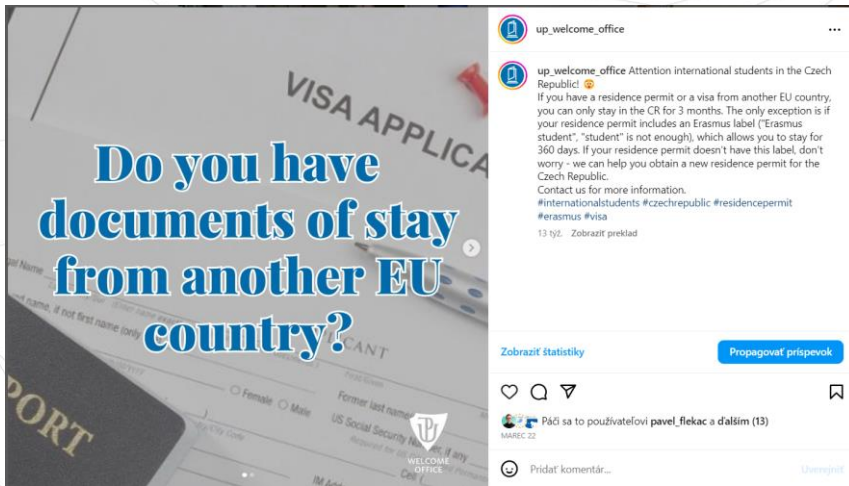 VISA APPLICA
Do you have
documents of stay
from another EU
country?
PORT
Female
Male
Former last name
US Social Security Number, if any
WELCOME
OFFICE
up_welcome_office
up_welcome_office Attention international students in the Czech
Republic! 🤯
If you have a residence permit or a visa from another EU country,
you can only stay in the CR for 3 months. The only exception is if
your residence permit includes an Erasmus label ("Erasmus
student", "student" is not enough), which allows you to stay for
360 days. If your residence permit doesn't have this label, don't
worry - we can help you obtain a new residence permit for the
Czech Republic.
Contact us for more information.
#internationalstudents #czechrepublic #residencepermit
#erasmus #visa
13 týž. Zobraziť preklad
Zobraziť štatistiky
Propagovať príspevok
Páči sa to používateľovi pavel_flekac a ďalším (13)
MAREC 22
Pridať komentár...
Uverejniť